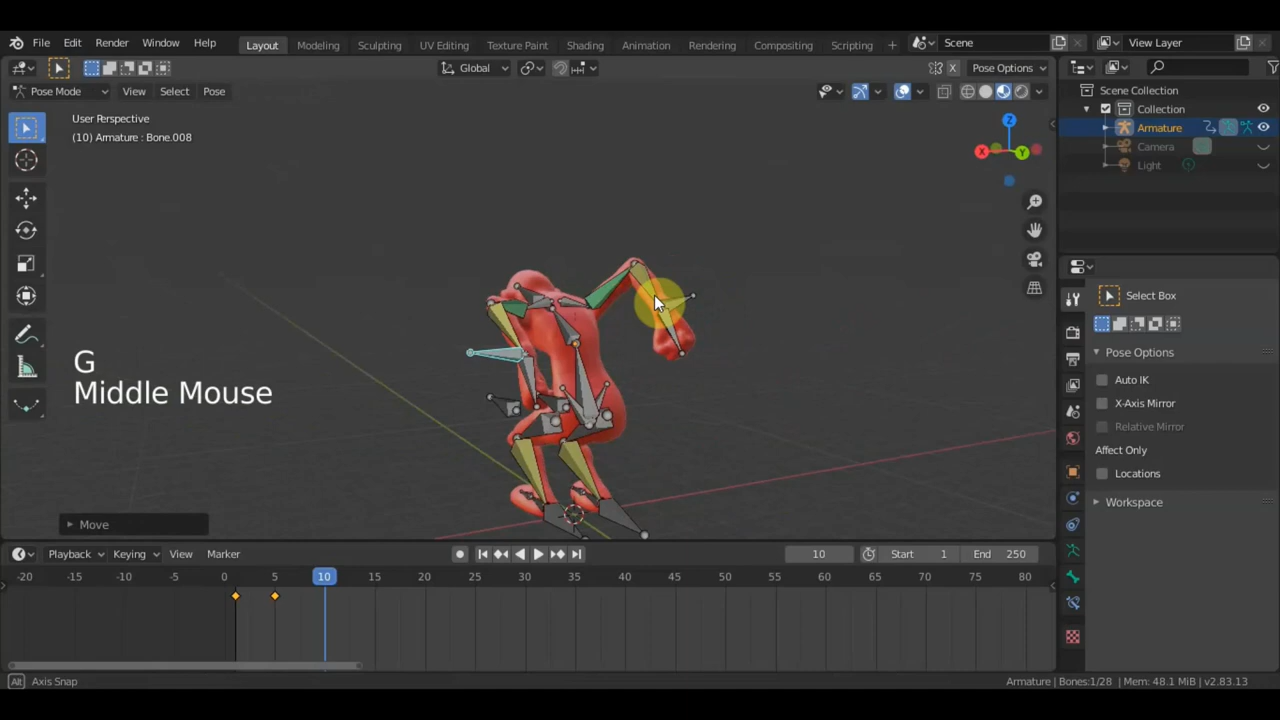 File Edit Render Window Help Layout Modeling Sculpting UV Editing Texture Paint Shading Animation Rendering Compositing Scripting + Scene View Layer
Global Pose Options
Pose Mode View Select Pose
User Perspective
(10) Armature : Bone.008
Z
X Y
G
Middle Mouse
Move
Scene Collection
Collection
Armature
Camera
Light
Select Box
Pose Options
Auto IK
X-Axis Mirror
Relative Mirror
Affect Only
Locations
Workspace
Playback Keying View Marker 10 Start 1 End 250
-20 -15 -10 -5 0 5 10 15 20 25 30 35 40 45 50 55 60 65 70 75 80
Alt Axis Snap Armature | Bones:1/28 | Mem: 48.1 MiB | v2.83.13